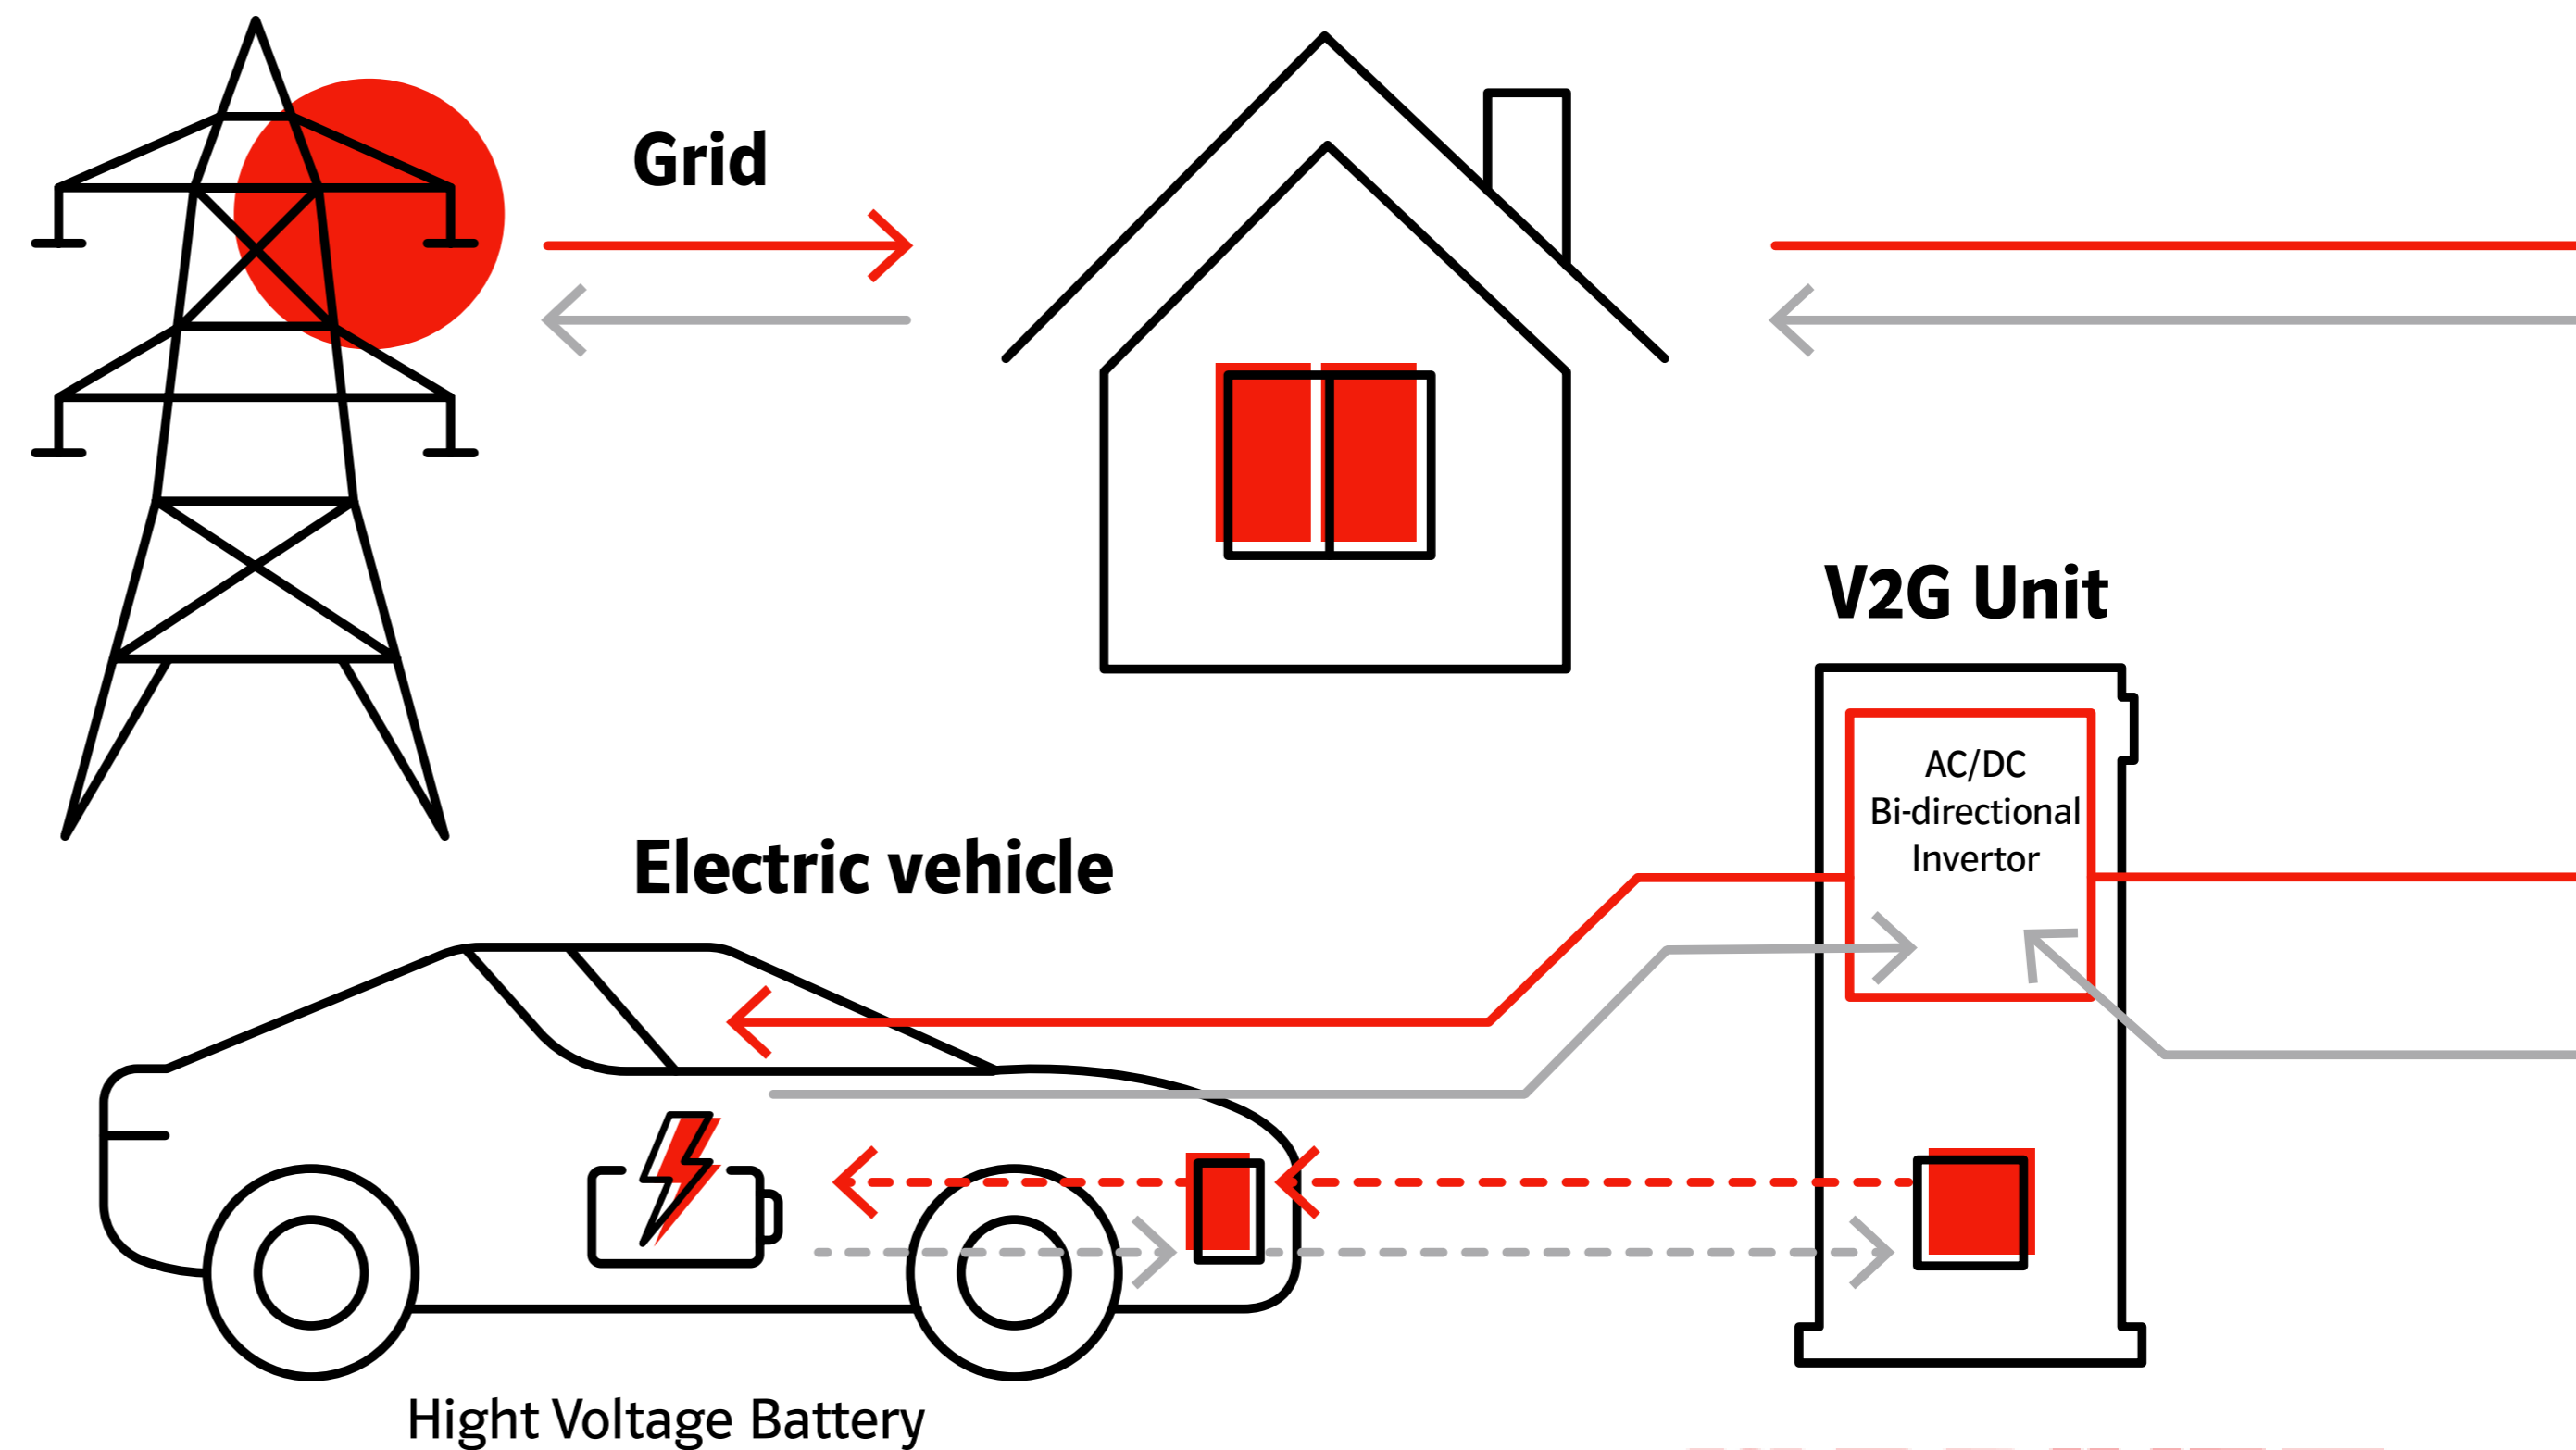 Grid
V2G Unit
AC/DC
Bi-directional
Invertor
Electric vehicle
Hight Voltage Battery